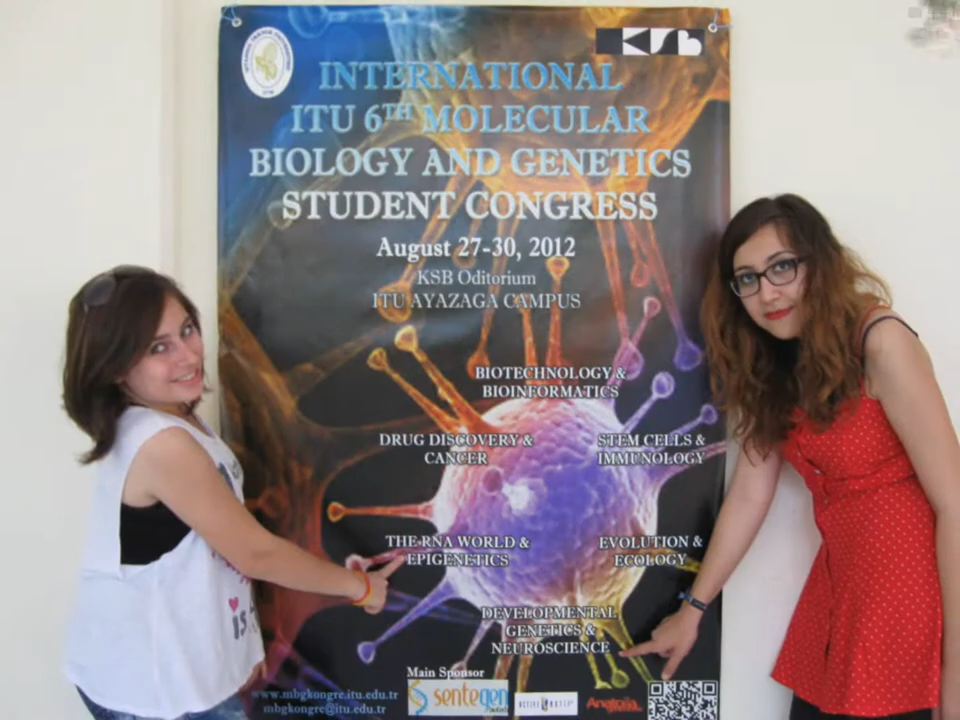 KSB
INTERNATIONAL
ITU 6TH MOLECULAR
BIOLOGY AND GENETICS
STUDENT CONGRESS
August 27-30, 2012
KSB Oditorium
ITU AYAZAGA CAMPUS
BIOTECHNOLOGY &
BIOINFORMATICS
DRUG DISCOVERY &
CANCER
STEM CELLS &
IMMUNOLOGY
THE RNA WORLD &
EPIGENETICS
EVOLUTION &
ECOLOGY
DEVELOPMENTAL
GENETICS &
NEUROSCIENCE
Main Sponsor
www.mbgkongre.itu.edu.tr
mbgkongre@itu.edu.tr
sentegen
is